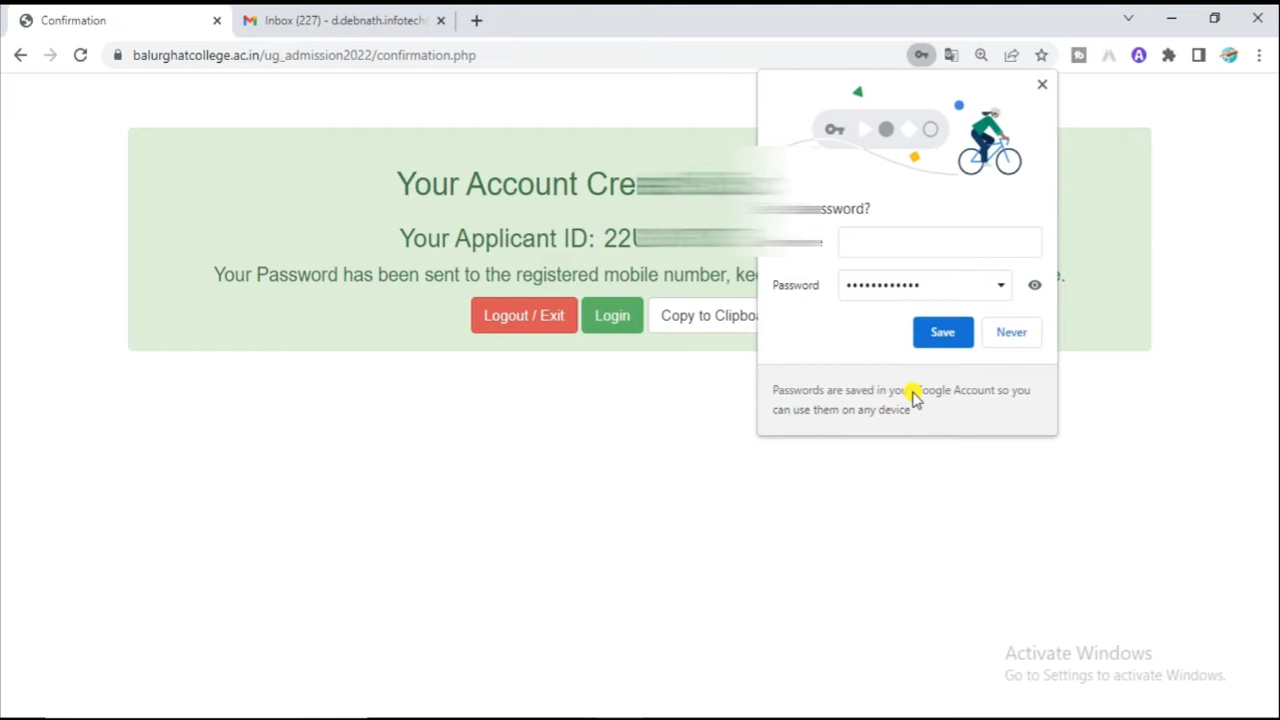 Confirmation
Inbox (227) - d.debnath.infotech
balurghatcollege.ac.in/ug_admission2022/confirmation.php
Your Account Cre
ssword?
Your Applicant ID: 22U
Your Password has been sent to the registered mobile number, ke
e.
Password ••••••••••••
Logout / Exit Login Copy to Clipboa
Save Never
Passwords are saved in your Google Account so you
can use them on any device
Activate Windows
Go to Settings to activate Windows.